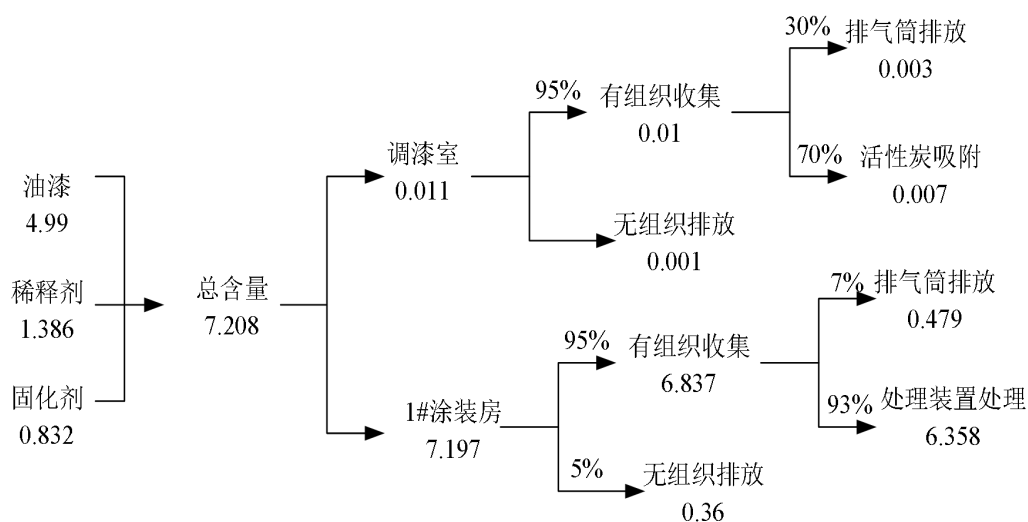 油漆
4.99
稀释剂
1.386
固化剂
0.832
总含量
7.208
调漆室
0.011
95%
有组织收集
0.01
30%
排气筒排放
0.003
70%
活性炭吸附
0.007
无组织排放
0.001
1#涂装房
7.197
95%
有组织收集
6.837
7%
排气筒排放
0.479
93%
处理装置处理
6.358
5%
无组织排放
0.36